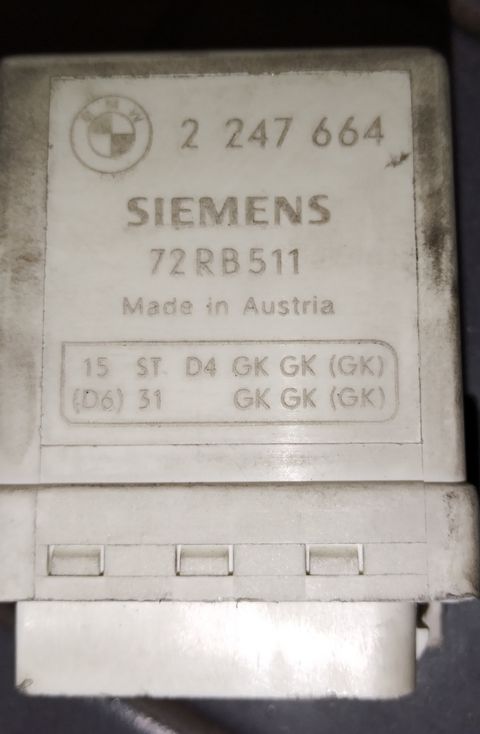 BMW
2 247 664
SIEMENS
72RB511
Made in Austria
15 ST D4 GK GK (GK)
(D6) 31 GK GK (GK)